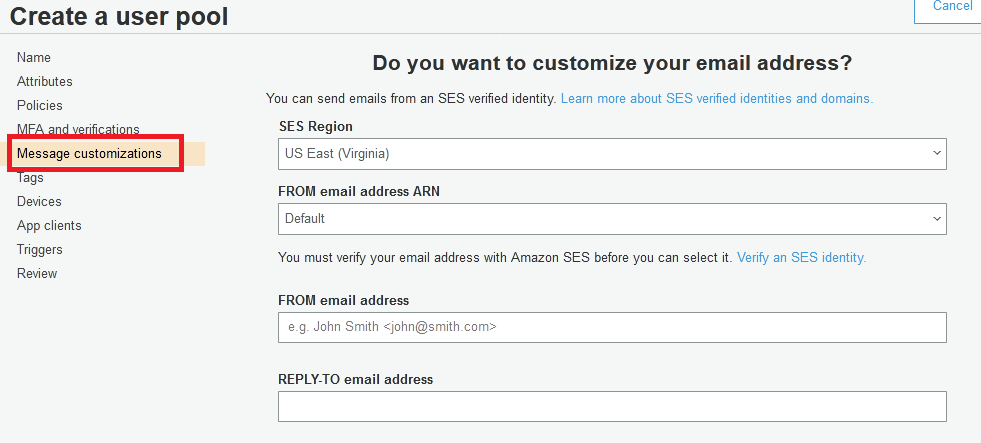 Create a user pool
Cancel
Name
Attributes
Policies
MFA and verifications
Message customizations
Tags
Devices
App clients
Triggers
Review
Do you want to customize your email address?
You can send emails from an SES verified identity. Learn more about SES verified identities and domains.
SES Region
US East (Virginia)
FROM email address ARN
Default
You must verify your email address with Amazon SES before you can select it. Verify an SES identity.
FROM email address
e.g. John Smith <john@smith.com>
REPLY-TO email address